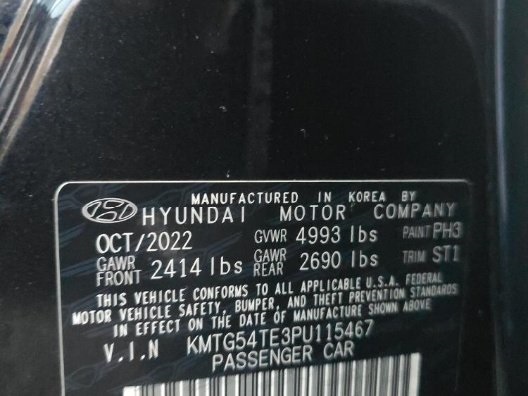 MANUFACTURED IN KOREA BY
HYUNDAI MOTOR COMPANY
OCT/2022 GVWR 4993 lbs PAINT PH3
GAWR FRONT 2414 lbs GAWR REAR 2690 lbs TRIM ST1
THIS VEHICLE CONFORMS TO ALL APPLICABLE U.S.A. FEDERAL
MOTOR VEHICLE SAFETY, BUMPER, AND THEFT PREVENTION STANDARDS
IN EFFECT ON THE DATE OF MANUFACTURE SHOWN ABOVE
V.I.N KMTG54TE3PU115467
PASSENGER CAR